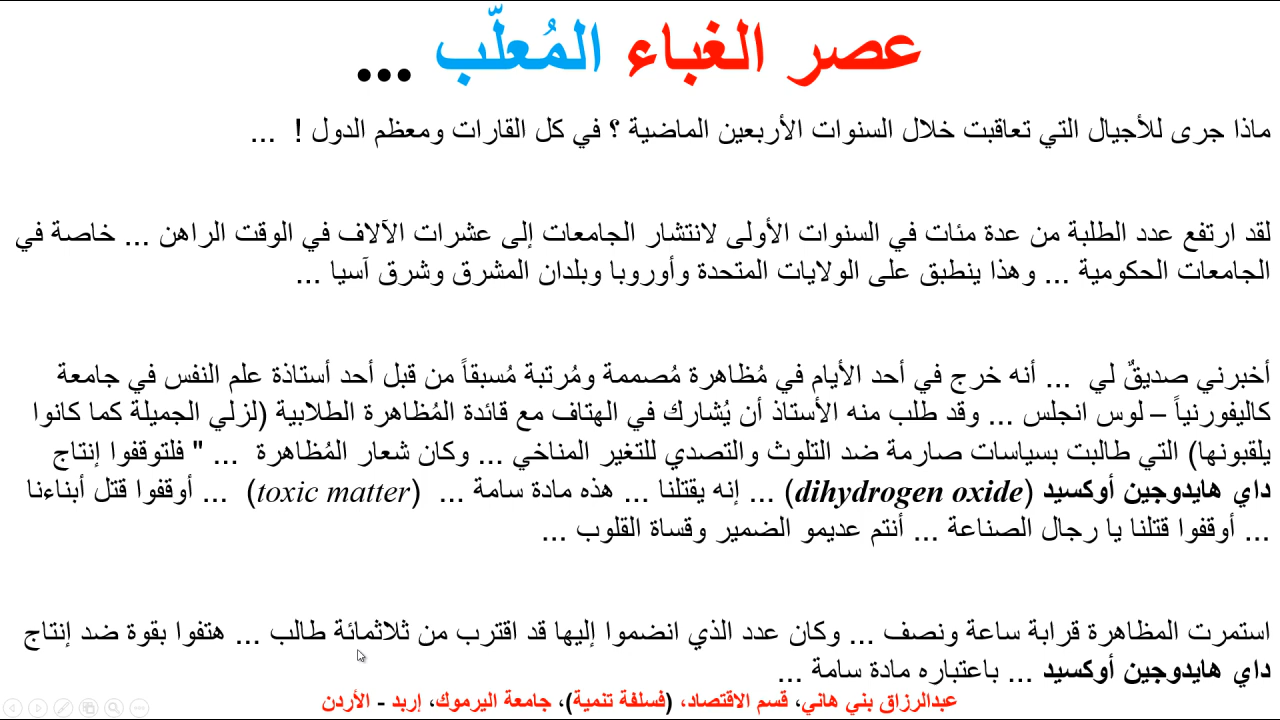 عصر الغباء المُعلّب ...
ماذا جرى للأجيال التي تعاقبت خلال السنوات الأربعين الماضية ؟ في كل القارات ومعظم الدول ! ...
لقد ارتفع عدد الطلبة من عدة مئات في السنوات الأولى لانتشار الجامعات إلى عشرات الآلاف في الوقت الراهن ... خاصة في
الجامعات الحكومية ... وهذا ينطبق على الولايات المتحدة وأوروبا وبلدان المشرق وشرق آسيا ...
أخبرني صديقٌ لي ... أنه خرج في أحد الأيام في مُظاهرة مُصممة ومُرتبة مُسبقاً من قبل أحد أستاذة علم النفس في جامعة
كاليفورنياً – لوس انجلس ... وقد طلب منه الأستاذ أن يُشارك في الهتاف مع قائدة المُظاهرة الطلابية (لزلي الجميلة كما كانوا
يلقبونها) التي طالبت بسياسات صارمة ضد التلوث والتصدي للتغير المناخي ... وكان شعار المُظاهرة ... " فلتوقفوا إنتاج
داي هايدوجين أوكسيد (dihydrogen oxide) ... إنه يقتلنا ... هذه مادة سامة ... (toxic matter) ... أوقفوا قتل أبناءنا
... أوقفوا قتلنا يا رجال الصناعة ... أنتم عديمو الضمير وقساة القلوب ...
استمرت المظاهرة قرابة ساعة ونصف ... وكان عدد الذي انضموا إليها قد اقترب من ثلاثمائة طالب ... هتفوا بقوة ضد إنتاج
داي هايدوجين أوكسيد ... باعتباره مادة سامة ...
عبدالرزاق بني هاني، قسم الاقتصاد، (فسلفة تنمية)، جامعة اليرموك، إربد - الأردن